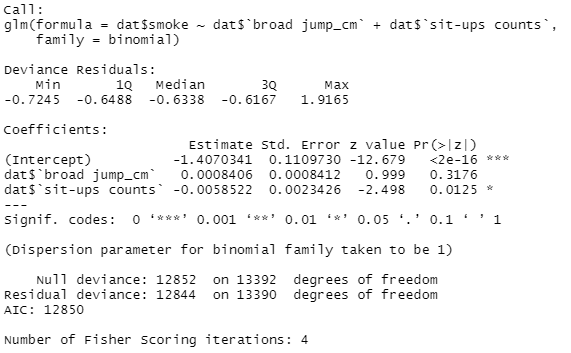 Call:
glm(formula = dat$smoke ~ dat$`broad jump_cm` + dat$`sit-ups counts`,
    family = binomial)

Deviance Residuals:
    Min       1Q   Median       3Q      Max
-0.7245  -0.6488  -0.6338  -0.6167   1.9165

Coefficients:
                       Estimate Std. Error z value Pr(>|z|)
(Intercept)          -1.4070341  0.1109730 -12.679   <2e-16 ***
dat$`broad jump_cm`   0.0008406  0.0008412   0.999   0.3176
dat$`sit-ups counts` -0.0058522  0.0023426  -2.498   0.0125 *
---
Signif. codes:  0 ‘***’ 0.001 ‘**’ 0.01 ‘*’ 0.05 ‘.’ 0.1 ‘ ’ 1

(Dispersion parameter for binomial family taken to be 1)

    Null deviance: 12852  on 13392  degrees of freedom
Residual deviance: 12844  on 13390  degrees of freedom
AIC: 12850

Number of Fisher Scoring iterations: 4